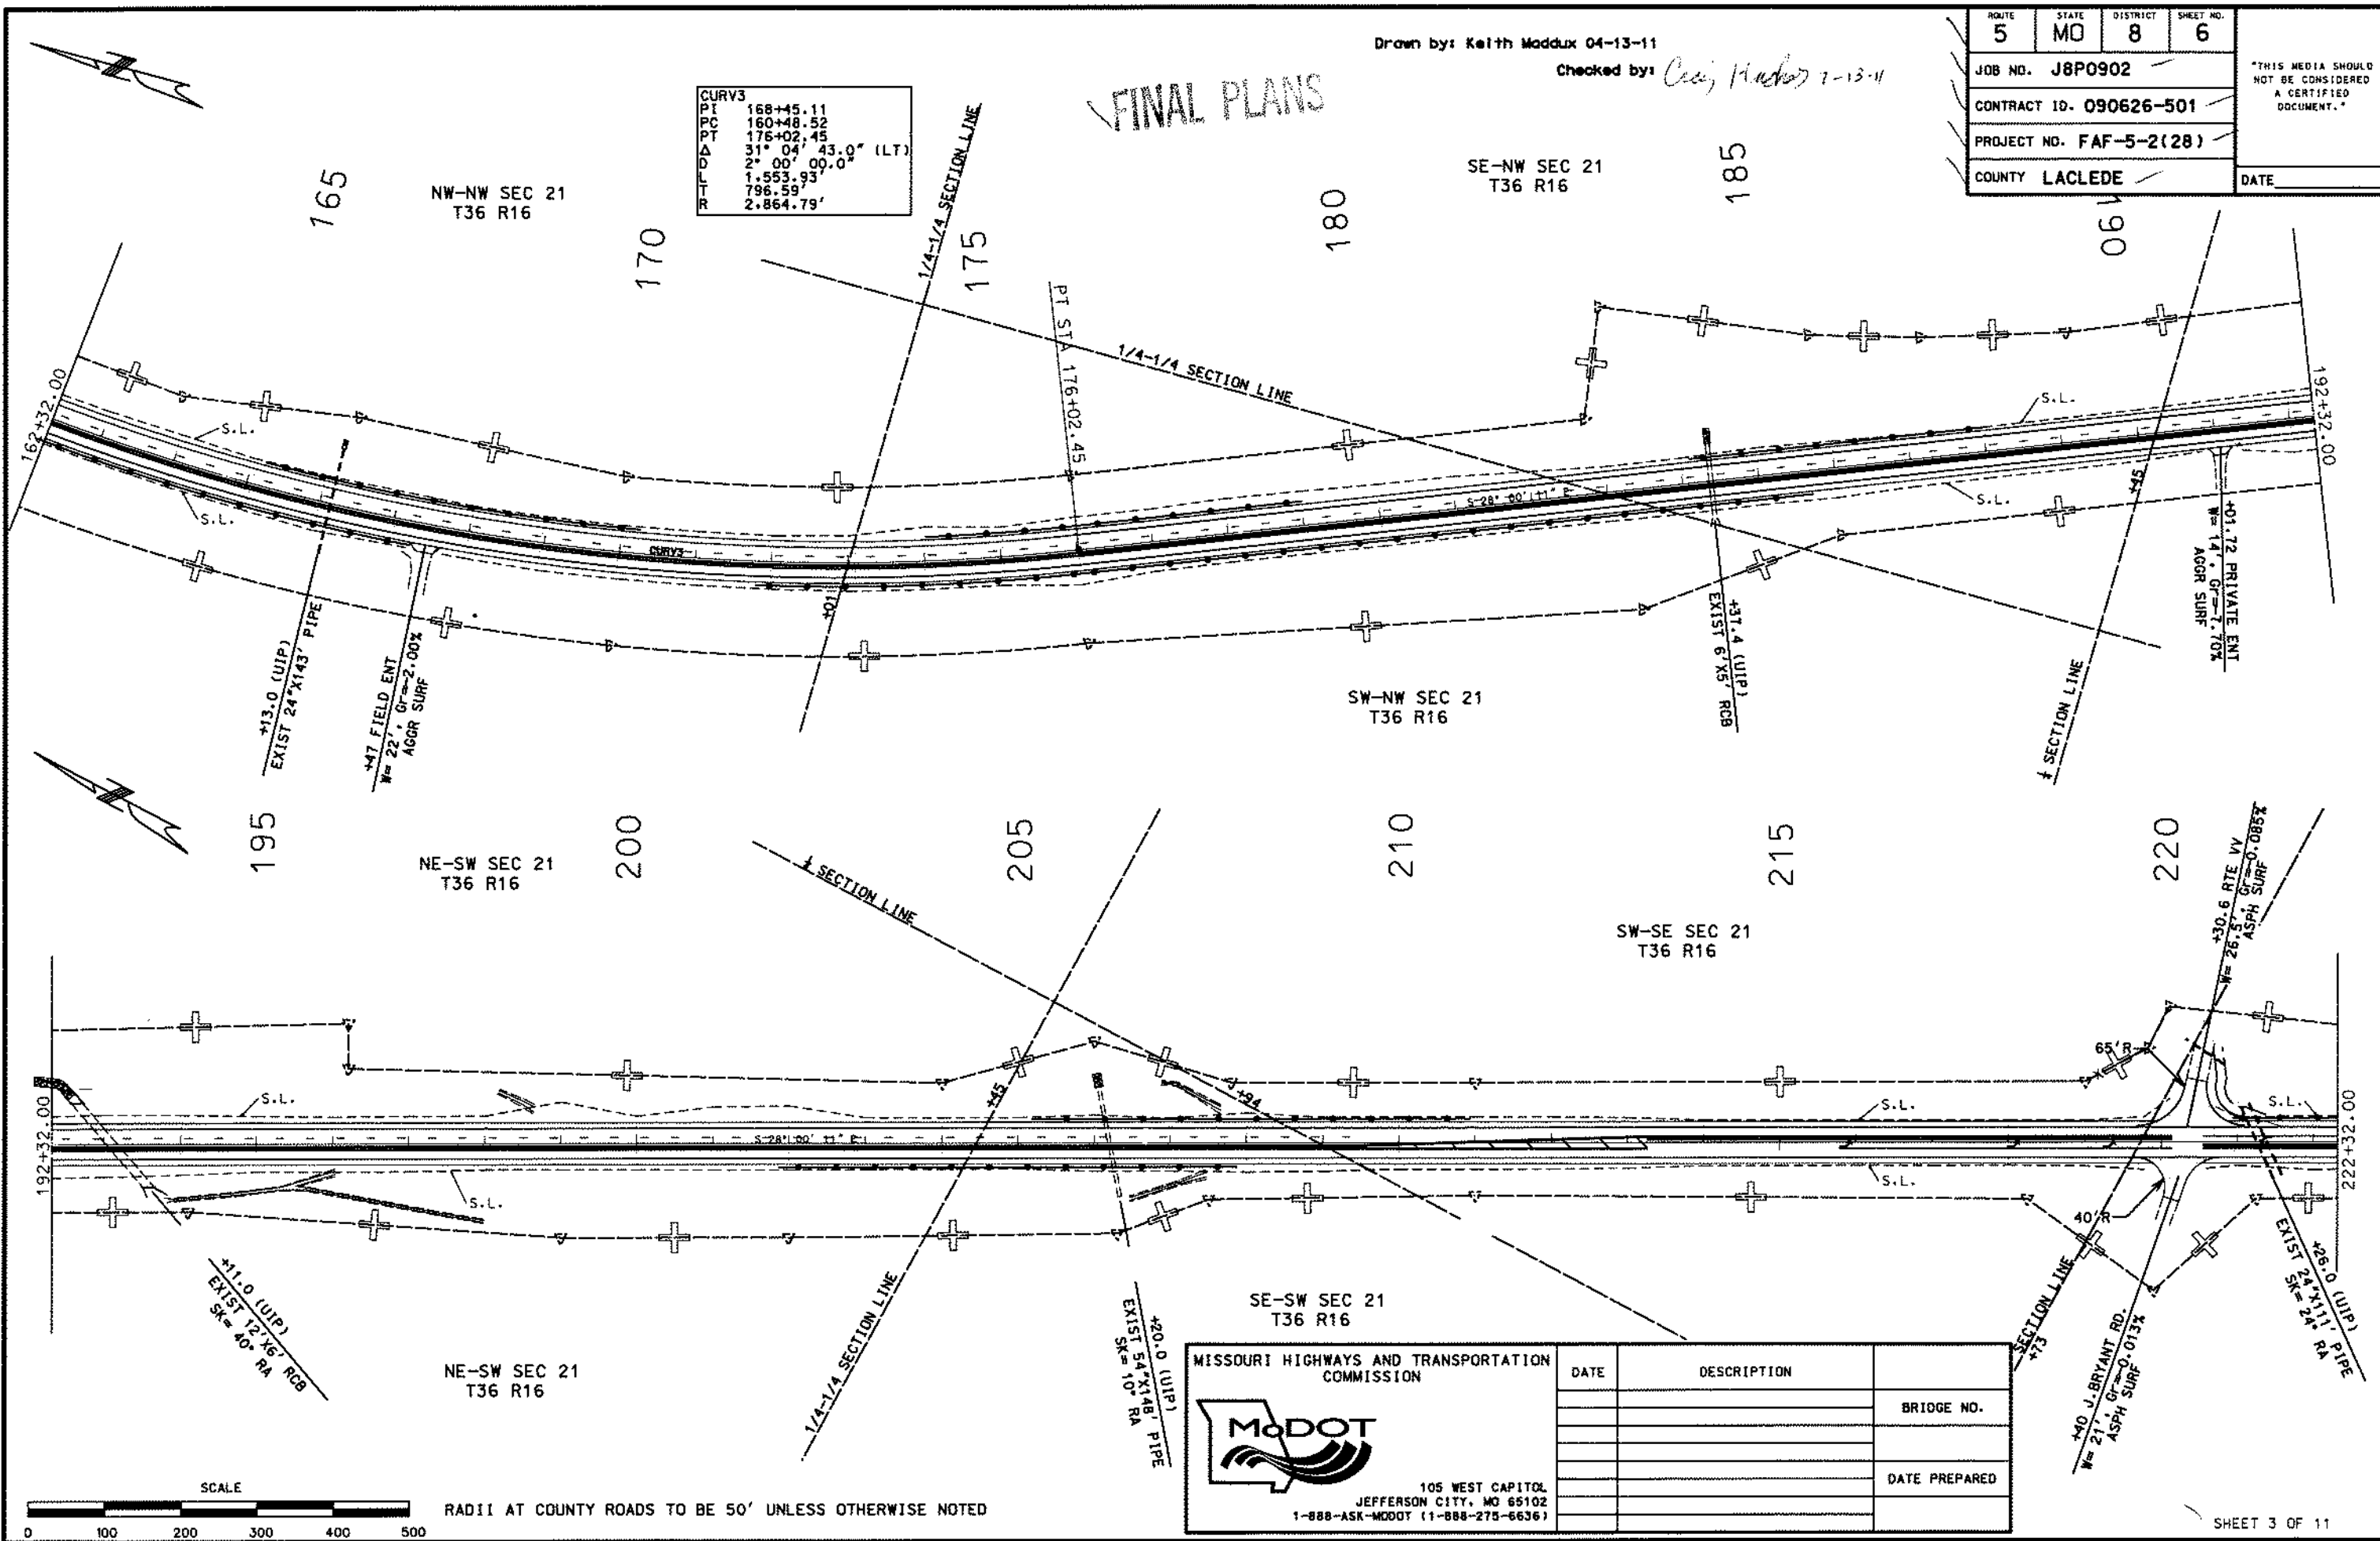 Drawn by: Keith Maddux 04-13-11
Checked by:
7-13-11
FINAL PLANS
ROUTE
5
STATE
MO
DISTRICT
8
SHEET NO.
6
JOB NO. J8P0902
CONTRACT ID. 090626-501
PROJECT NO. FAF-5-2(28)
COUNTY LACLEDE
"THIS MEDIA SHOULD
NOT BE CONSIDERED
A CERTIFIED
DOCUMENT."
DATE
CURV3
PI 168+45.11
PC 160+48.52
PT 176+02.45
Δ 31° 04' 43.0" (LT)
D 2° 00' 00.0"
L 1,553.93'
T 796.59'
R 2,864.79'
165
170
175
180
185
190
NW-NW SEC 21
T36 R16
SE-NW SEC 21
T36 R16
1/4-1/4 SECTION LINE
1/4-1/4 SECTION LINE
PT STA 176+02.45
162+32.00
192+32.00
S.L.
S.L.
S.L.
S.L.
CURV3
S-28° 00' 11" E
+01
+45
+13.0 (UIP)
EXIST 24"X143' PIPE
+47 FIELD ENT
W= 22', Gr=-2.00%
AGGR SURF
+37.4 (UIP)
EXIST 6'X5' RCB
+01.72 PRIVATE ENT
W= 14', Gr=-7.70%
AGGR SURF
SW-NW SEC 21
T36 R16
¼ SECTION LINE
195
200
205
210
215
220
NE-SW SEC 21
T36 R16
¼ SECTION LINE
SW-SE SEC 21
T36 R16
+30.6 RTE VV
W= 26.5', Gr=-0.085%
ASPH SURF
192+32.00
222+32.00
S.L.
S.L.
S.L.
S.L.
S.L.
S-28° 00' 11" E
+45
+94
65'R
40'R
+11.0 (UIP)
EXIST 12'X6' RCB
SK= 40° RA
NE-SW SEC 21
T36 R16
1/4-1/4 SECTION LINE
+20.0 (UIP)
EXIST 54"X148' PIPE
SK= 10° RA
SE-SW SEC 21
T36 R16
SECTION LINE
+73
+40 J.BRYANT RD.
W= 21', Gr=-0.013%
ASPH SURF
+26.0 (UIP)
EXIST 24"X111' PIPE
SK= 24° RA
MISSOURI HIGHWAYS AND TRANSPORTATION
COMMISSION
MoDOT
105 WEST CAPITOL
JEFFERSON CITY, MO 65102
1-888-ASK-MODOT (1-888-275-6636)
DATE
DESCRIPTION
BRIDGE NO.
DATE PREPARED
SCALE
0 100 200 300 400 500
RADII AT COUNTY ROADS TO BE 50' UNLESS OTHERWISE NOTED
SHEET 3 OF 11